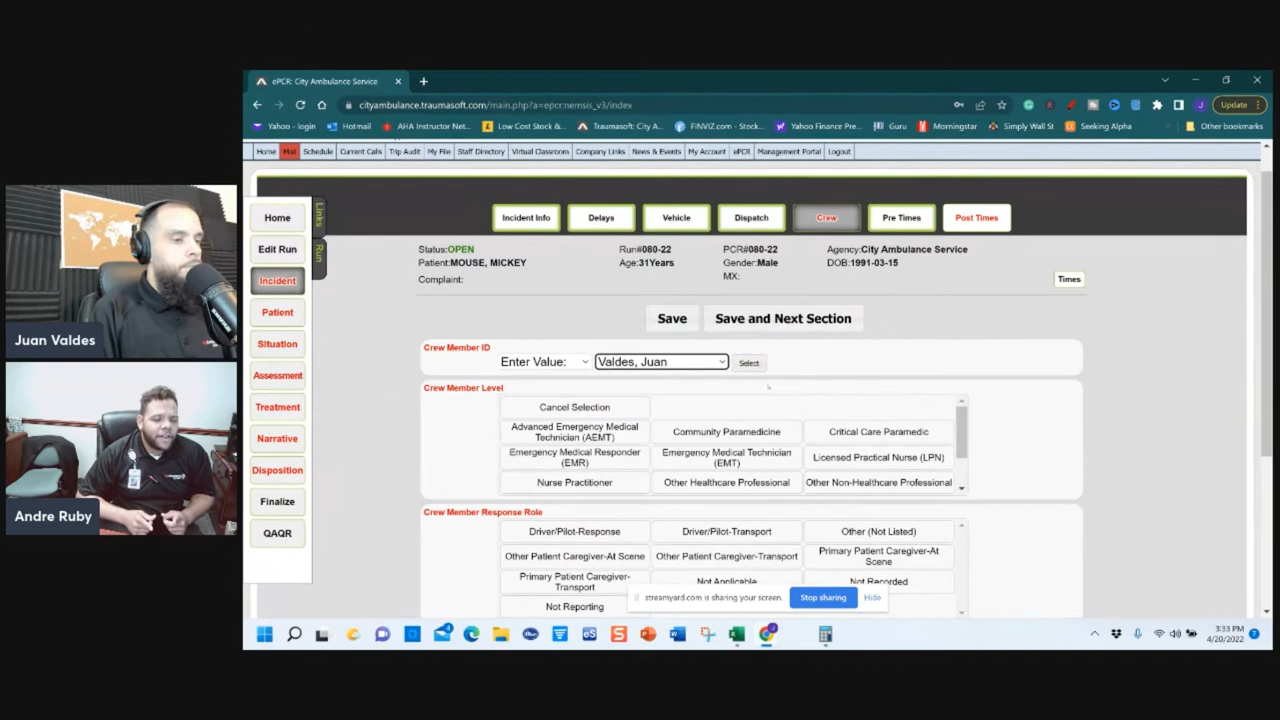 ePCR: City Ambulance Service
cityambulance.traumasoft.com/main.php?a=epcr:nemsis_v3/index
Update
Yahoo - login
Hotmail
AHA Instructor Net...
Low Cost Stock &...
Traumasoft: City A...
FINVIZ.com - Stock...
Yahoo Finance Pre...
Guru
Morningstar
Simply Wall St
Seeking Alpha
Other bookmarks
Home Mail Schedule Current Calls Trip Audit My File Staff Directory Virtual Classroom Company Links News & Events My Account ePCR Management Portal Logout
Links
Run
Home
Edit Run
Incident
Patient
Situation
Assessment
Treatment
Narrative
Disposition
Finalize
QAQR
Incident Info
Delays
Vehicle
Dispatch
Crew
Pre Times
Post Times
Status:OPEN
Run#080-22
PCR#080-22
Agency:City Ambulance Service
Patient:MOUSE, MICKEY
Age:31Years
Gender:Male
DOB:1991-03-15
Complaint:
MX:
Times
Save
Save and Next Section
Crew Member ID
Enter Value:
Valdes, Juan
Select
Crew Member Level
Cancel Selection
Advanced Emergency Medical
Technician (AEMT)
Community Paramedicine
Critical Care Paramedic
Emergency Medical Responder
(EMR)
Emergency Medical Technician
(EMT)
Licensed Practical Nurse (LPN)
Nurse Practitioner
Other Healthcare Professional
Other Non-Healthcare Professional
Crew Member Response Role
Driver/Pilot-Response
Driver/Pilot-Transport
Other (Not Listed)
Other Patient Caregiver-At Scene
Other Patient Caregiver-Transport
Primary Patient Caregiver-At
Scene
Primary Patient Caregiver-
Transport
Not Applicable
Not Recorded
Not Reporting
streamyard.com is sharing your screen.
Stop sharing
Hide
3:33 PM
4/20/2022
Juan Valdes
Andre Ruby